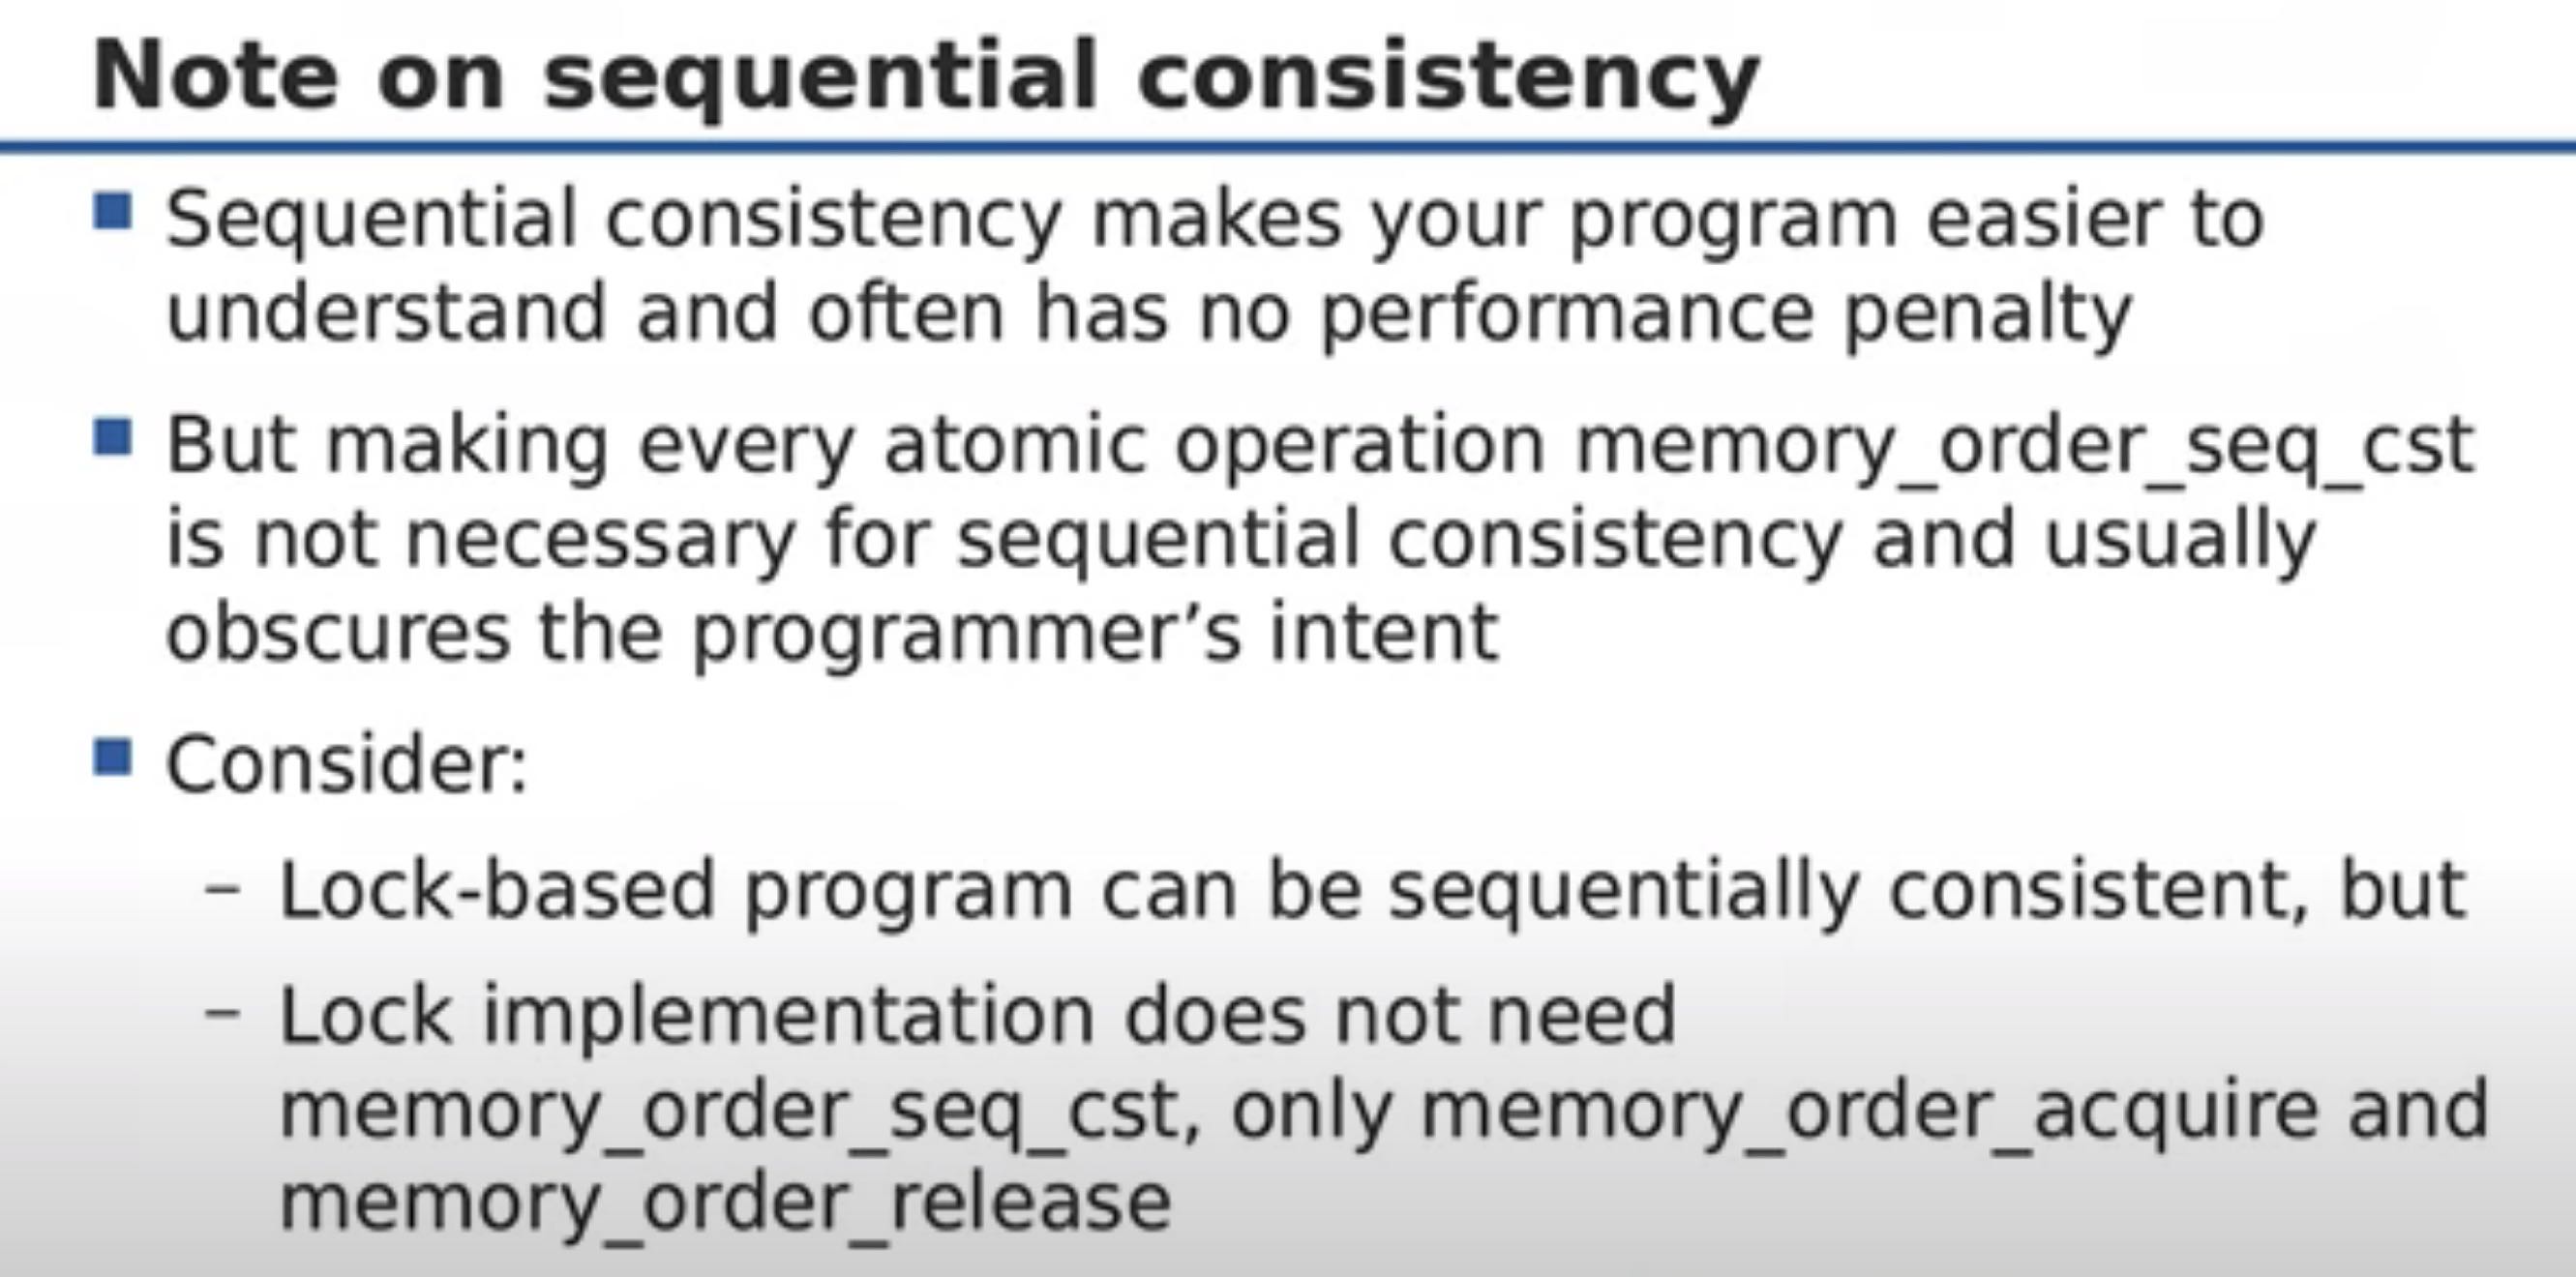 Note on sequential consistency
Sequential consistency makes your program easier to
understand and often has no performance penalty
But making every atomic operation memory_order_seq_cst
is not necessary for sequential consistency and usually
obscures the programmer’s intent
Consider:
– Lock-based program can be sequentially consistent, but
– Lock implementation does not need
memory_order_seq_cst, only memory_order_acquire and
memory_order_release